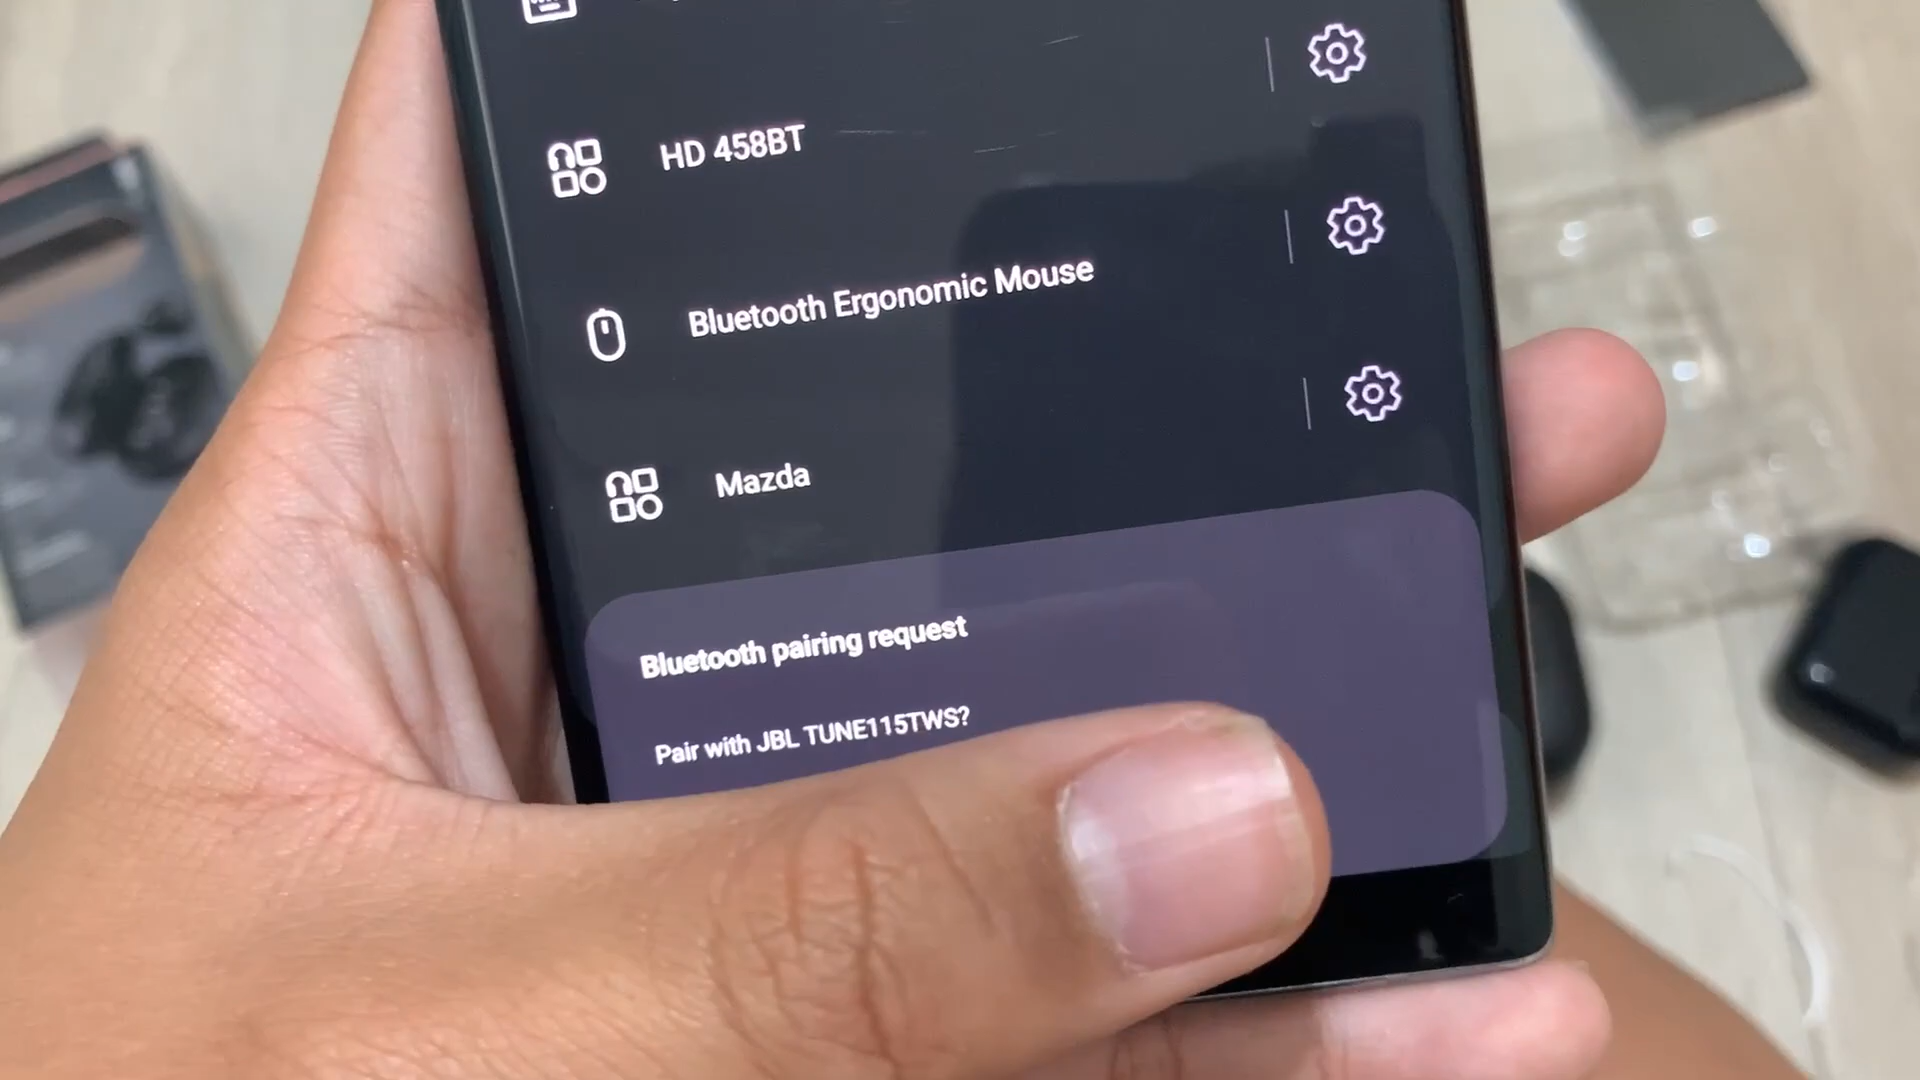 HD 458BT
Bluetooth Ergonomic Mouse
Mazda
Bluetooth pairing request
Pair with JBL TUNE115TWS?